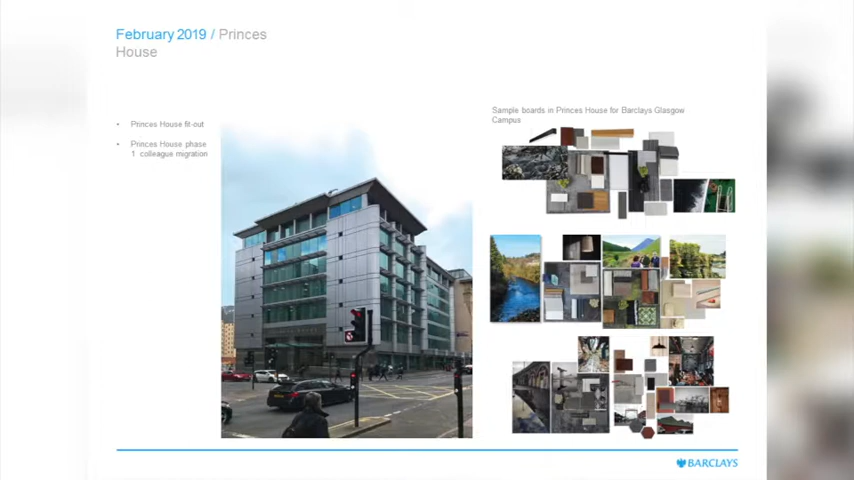 February 2019 / Princes
House
• Princes House fit-out
• Princes House phase
1 colleague migration
Sample boards in Princes House for Barclays Glasgow
Campus
BARCLAYS